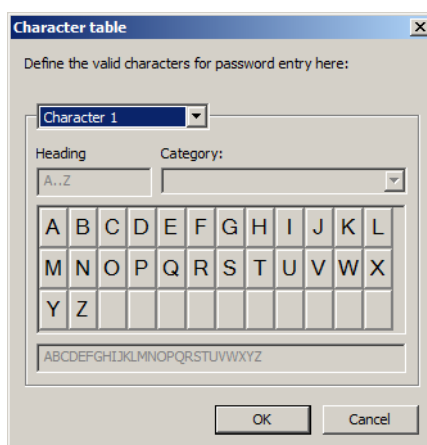 Character table
Define the valid characters for password entry here:
Character 1
Heading Category:
A..Z
A B C D E F G H I J K L
M N O P Q R S T U V W X
Y Z
ABCDEFGHIJKLMNOPQRSTUVWXYZ
OK Cancel